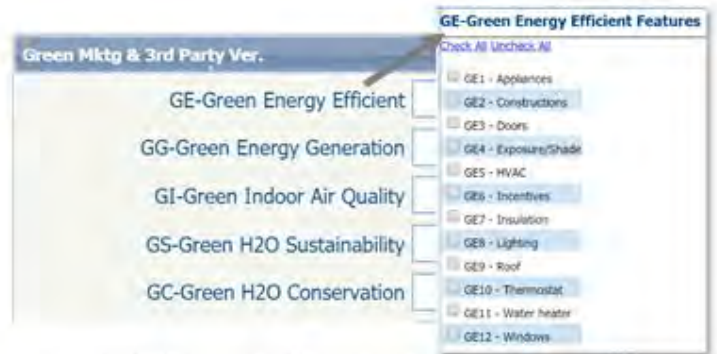 Green Mktg & 3rd Party Ver.
GE-Green Energy Efficient
GG-Green Energy Generation
GI-Green Indoor Air Quality
GS-Green H2O Sustainability
GC-Green H2O Conservation
GE-Green Energy Efficient Features
Check All Uncheck All
GE1 - Appliances
GE2 - Constructions
GE3 - Doors
GE4 - Exposure/Shade
GE5 - HVAC
GE6 - Incentives
GE7 - Insulation
GE8 - Lighting
GE9 - Roof
GE10 - Thermostat
GE11 - Water heater
GE12 - Windows